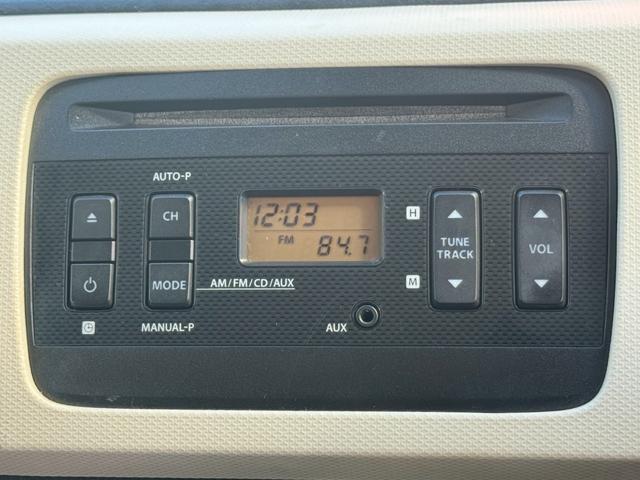 AUTO-P
CH
MODE
MANUAL-P
AM/FM/CD/AUX
12:03
FM 84.7
AUX
H
M
TUNE
TRACK
VOL